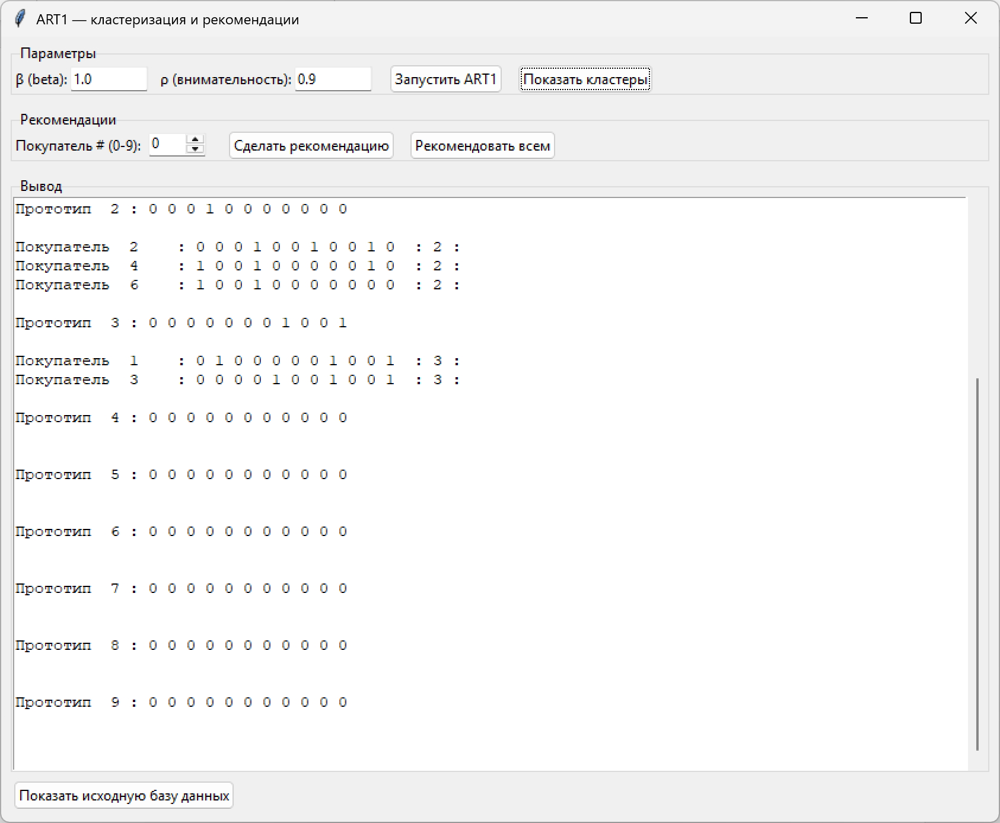 ART1 — кластеризация и рекомендации
Параметры
β (beta): 1.0 ρ (внимательность): 0.9 Запустить ART1 Показать кластеры
Рекомендации
Покупатель # (0-9): 0 Сделать рекомендацию Рекомендовать всем
Вывод
Прототип 2 : 0 0 0 1 0 0 0 0 0 0 0
Покупатель 2 : 0 0 0 1 0 0 1 0 0 1 0 : 2 :
Покупатель 4 : 1 0 0 1 0 0 0 0 0 1 0 : 2 :
Покупатель 6 : 1 0 0 1 0 0 0 0 0 0 0 : 2 :
Прототип 3 : 0 0 0 0 0 0 0 1 0 0 1
Покупатель 1 : 0 1 0 0 0 0 0 1 0 0 1 : 3 :
Покупатель 3 : 0 0 0 0 1 0 0 1 0 0 1 : 3 :
Прототип 4 : 0 0 0 0 0 0 0 0 0 0 0
Прототип 5 : 0 0 0 0 0 0 0 0 0 0 0
Прототип 6 : 0 0 0 0 0 0 0 0 0 0 0
Прототип 7 : 0 0 0 0 0 0 0 0 0 0 0
Прототип 8 : 0 0 0 0 0 0 0 0 0 0 0
Прототип 9 : 0 0 0 0 0 0 0 0 0 0 0
Показать исходную базу данных